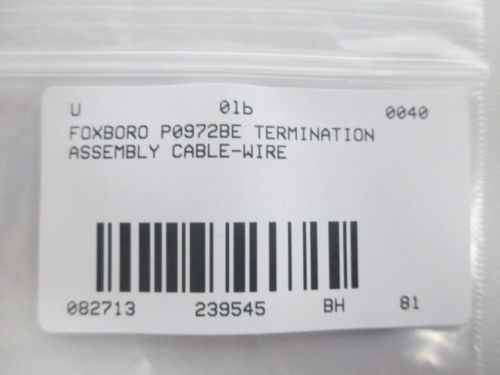 U 01b 0040
FOXBORO P0972BE TERMINATION
ASSEMBLY CABLE-WIRE
082713 239545 BH 81